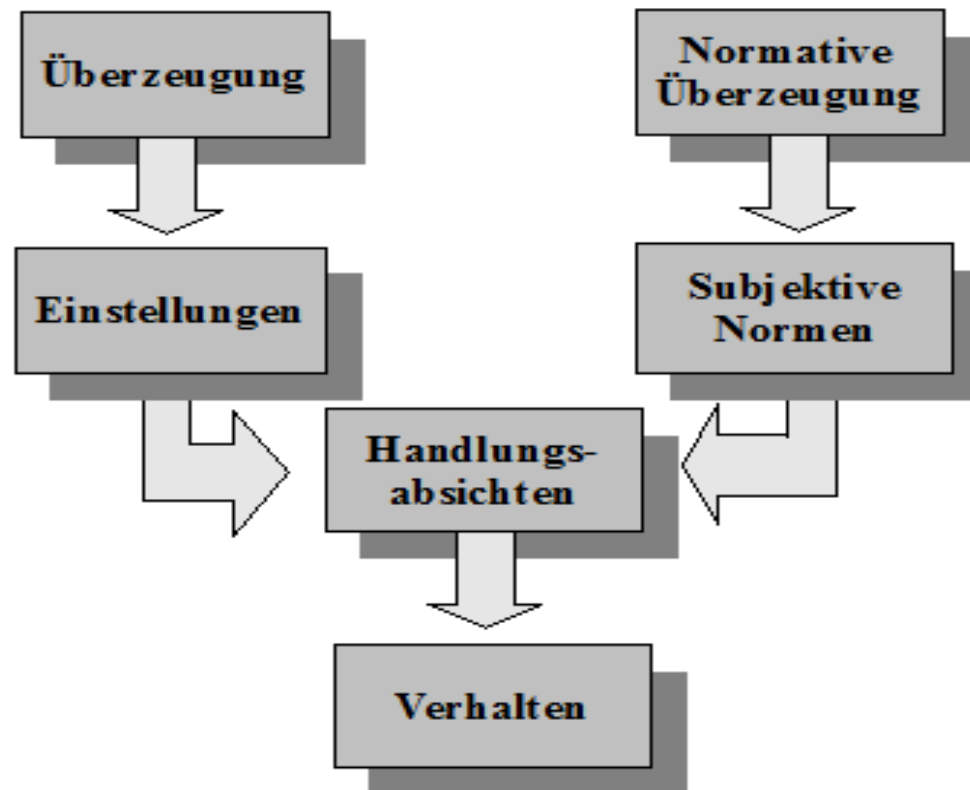 Überzeugung
Normative
Überzeugung
Einstellungen
Subjektive
Normen
Handlungs-
absichten
Verhalten